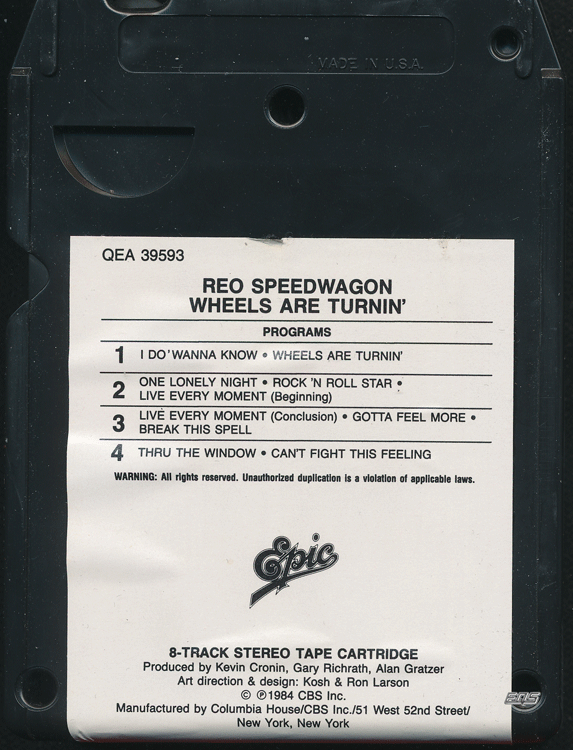 MADE IN U.S.A.
QEA 39593
REO SPEEDWAGON
WHEELS ARE TURNIN'
PROGRAMS
1 I DO'WANNA KNOW • WHEELS ARE TURNIN'
2 ONE LONELY NIGHT • ROCK 'N ROLL STAR •
LIVE EVERY MOMENT (Beginning)
3 LIVE EVERY MOMENT (Conclusion) • GOTTA FEEL MORE •
BREAK THIS SPELL
4 THRU THE WINDOW • CAN'T FIGHT THIS FEELING
WARNING: All rights reserved. Unauthorized duplication is a violation of applicable laws.
Epic
8-TRACK STEREO TAPE CARTRIDGE
Produced by Kevin Cronin, Gary Richrath, Alan Gratzer
Art direction & design: Kosh & Ron Larson
© ℗1984 CBS Inc.
Manufactured by Columbia House/CBS Inc./51 West 52nd Street/
New York, New York